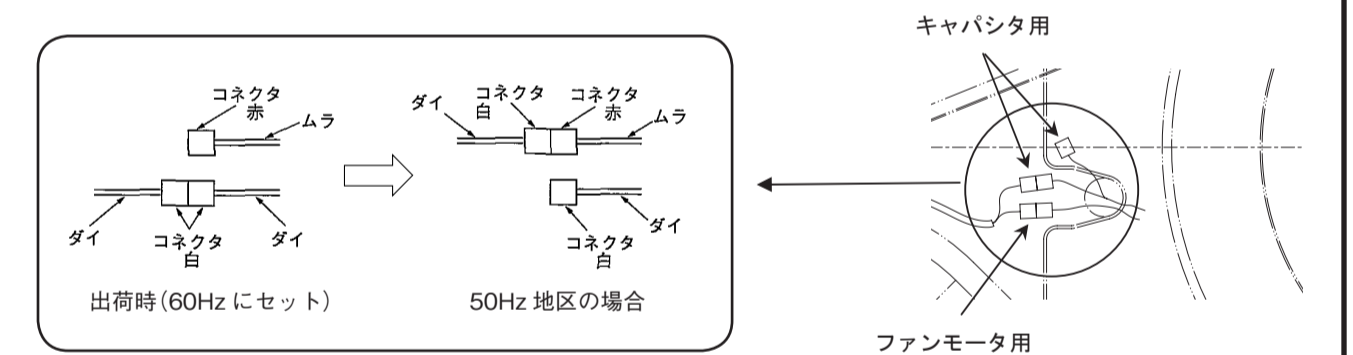 キャパシタ用
コネクタ
赤
ムラ
ダイ
コネクタ
白
ダイ
出荷時(60Hz にセット)
ダイ
コネクタ
白
コネクタ
赤
ムラ
コネクタ
白
ダイ
50Hz 地区の場合
ファンモータ用